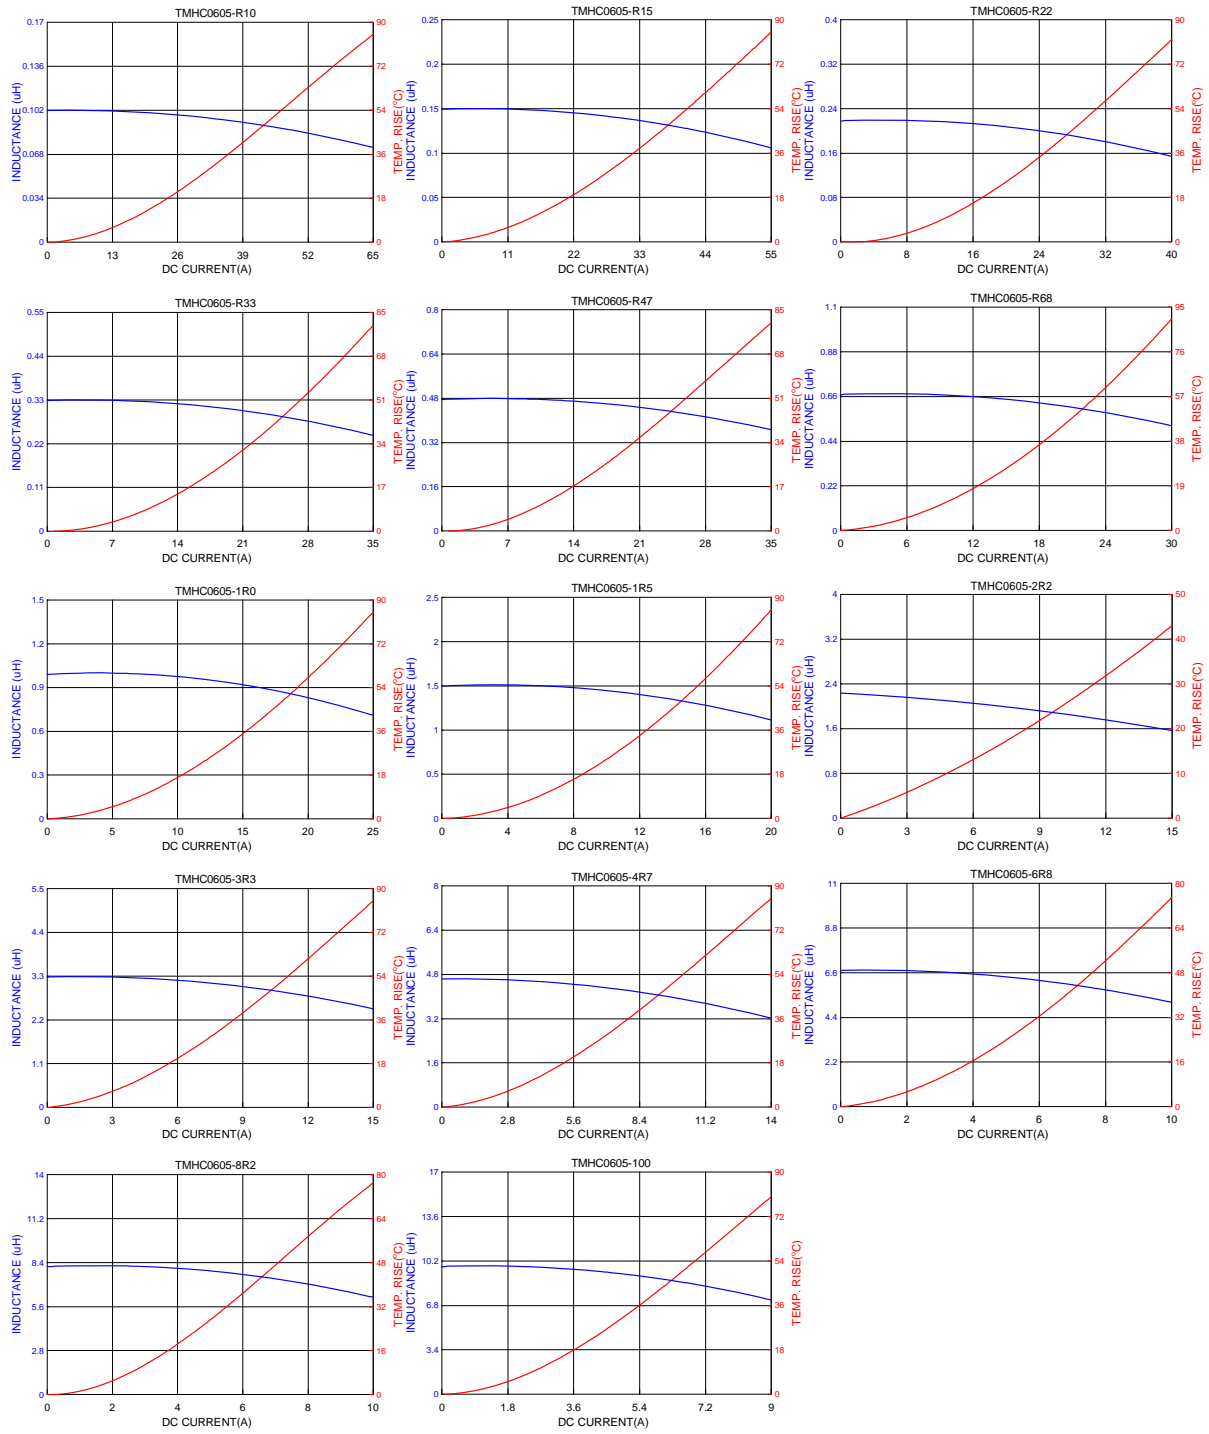 TMHC0605-R10
INDUCTANCE (uH)
0.17
0.136
0.102
0.068
0.034
0
90
72
54
36
18
0
TEMP. RISE(°C)
0 13 26 39 52 65
DC CURRENT(A)
TMHC0605-R15
INDUCTANCE (uH)
0.25
0.2
0.15
0.1
0.05
0
90
72
54
36
18
0
TEMP. RISE(°C)
0 11 22 33 44 55
DC CURRENT(A)
TMHC0605-R22
INDUCTANCE (uH)
0.4
0.32
0.24
0.16
0.08
0
90
72
54
36
18
0
TEMP. RISE(°C)
0 8 16 24 32 40
DC CURRENT(A)
TMHC0605-R33
INDUCTANCE (uH)
0.55
0.44
0.33
0.22
0.11
0
85
68
51
34
17
0
TEMP. RISE(°C)
0 7 14 21 28 35
DC CURRENT(A)
TMHC0605-R47
INDUCTANCE (uH)
0.8
0.64
0.48
0.32
0.16
0
85
68
51
34
17
0
TEMP. RISE(°C)
0 7 14 21 28 35
DC CURRENT(A)
TMHC0605-R68
INDUCTANCE (uH)
1.1
0.88
0.66
0.44
0.22
0
95
76
57
38
19
0
TEMP. RISE(°C)
0 6 12 18 24 30
DC CURRENT(A)
TMHC0605-1R0
INDUCTANCE (uH)
1.5
1.2
0.9
0.6
0.3
0
90
72
54
36
18
0
TEMP. RISE(°C)
0 5 10 15 20 25
DC CURRENT(A)
TMHC0605-1R5
INDUCTANCE (uH)
2.5
2
1.5
1
0.5
0
90
72
54
36
18
0
TEMP. RISE(°C)
0 4 8 12 16 20
DC CURRENT(A)
TMHC0605-2R2
INDUCTANCE (uH)
4
3.2
2.4
1.6
0.8
0
50
40
30
20
10
0
TEMP. RISE(°C)
0 3 6 9 12 15
DC CURRENT(A)
TMHC0605-3R3
INDUCTANCE (uH)
5.5
4.4
3.3
2.2
1.1
0
90
72
54
36
18
0
TEMP. RISE(°C)
0 3 6 9 12 15
DC CURRENT(A)
TMHC0605-4R7
INDUCTANCE (uH)
8
6.4
4.8
3.2
1.6
0
90
72
54
36
18
0
TEMP. RISE(°C)
0 2.8 5.6 8.4 11.2 14
DC CURRENT(A)
TMHC0605-6R8
INDUCTANCE (uH)
11
8.8
6.6
4.4
2.2
0
80
64
48
32
16
0
TEMP. RISE(°C)
0 2 4 6 8 10
DC CURRENT(A)
TMHC0605-8R2
INDUCTANCE (uH)
14
11.2
8.4
5.6
2.8
0
80
64
48
32
16
0
TEMP. RISE(°C)
0 2 4 6 8 10
DC CURRENT(A)
TMHC0605-100
INDUCTANCE (uH)
17
13.6
10.2
6.8
3.4
0
90
72
54
36
18
0
TEMP. RISE(°C)
0 1.8 3.6 5.4 7.2 9
DC CURRENT(A)